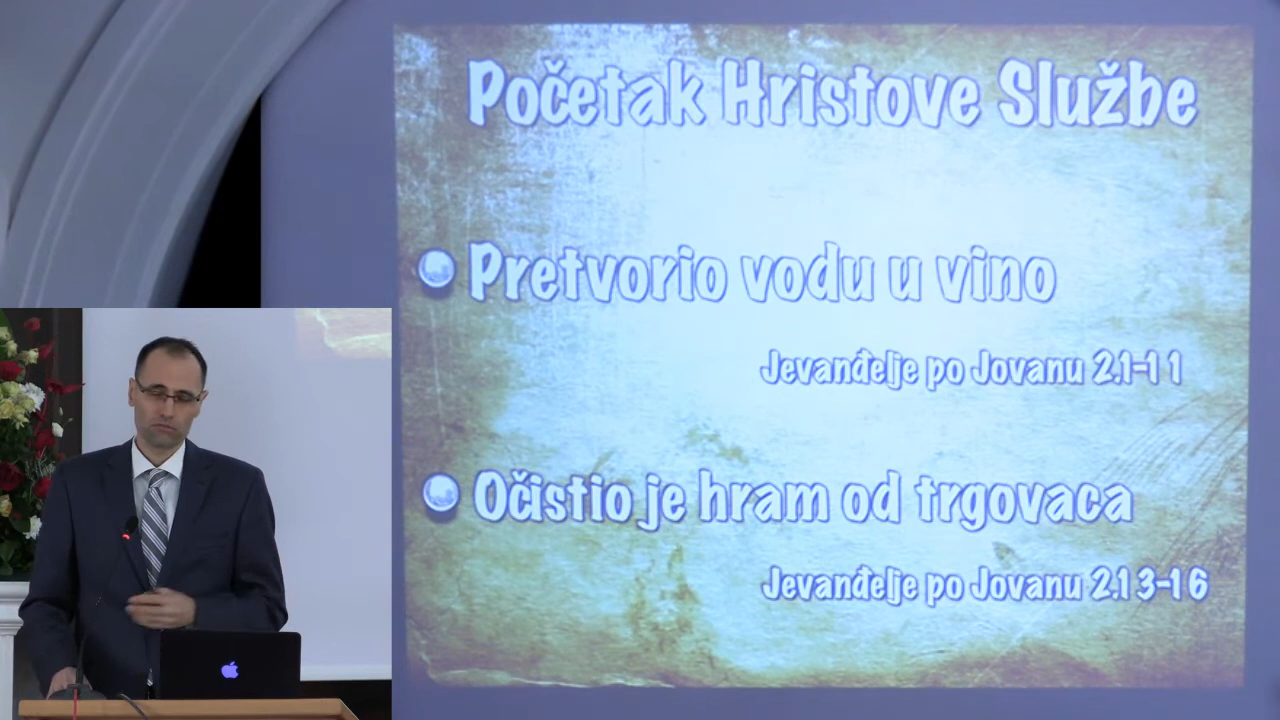 Početak Hristove Službe
Pretvorio vodu u vino
Jevanđelje po Jovanu 2.1-11
Očistio je hram od trgovaca
Jevanđelje po Jovanu 2.13-16